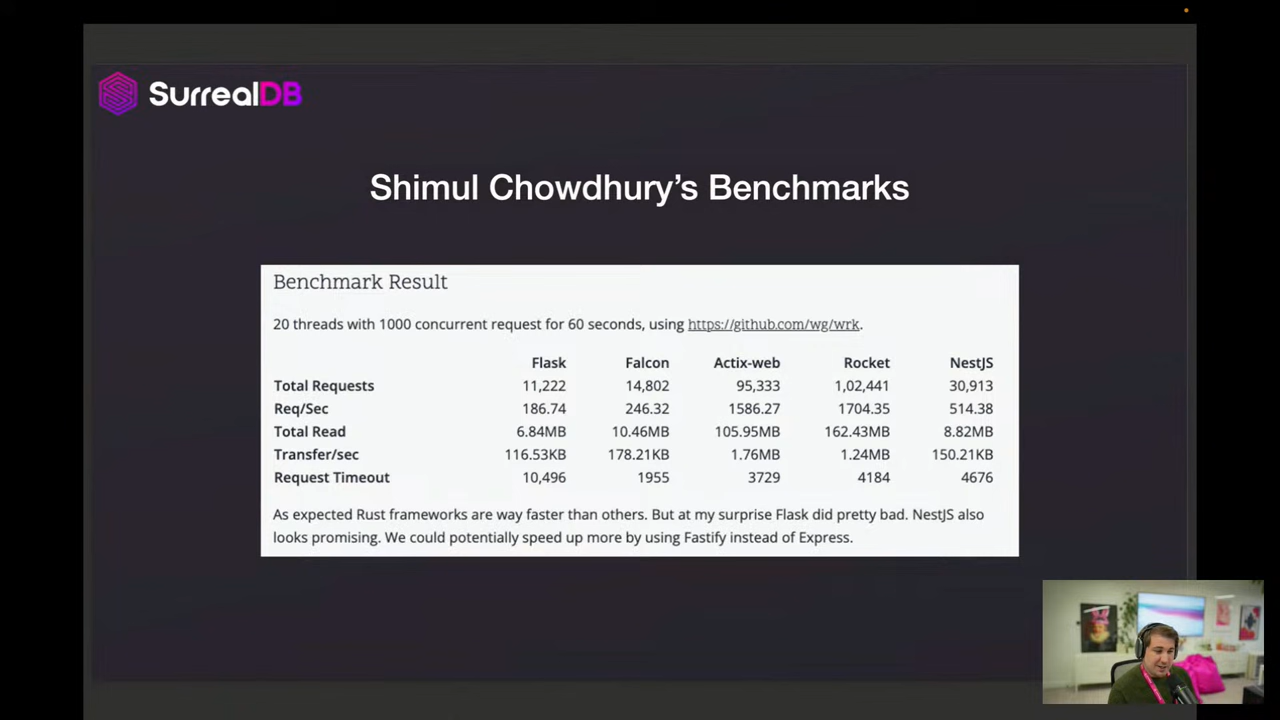 SurrealDB
Shimul Chowdhury's Benchmarks
Benchmark Result
20 threads with 1000 concurrent request for 60 seconds, using https://github.com/wg/wrk.
Flask Falcon Actix-web Rocket NestJS
Total Requests 11,222 14,802 95,333 1,02,441 30,913
Req/Sec 186.74 246.32 1586.27 1704.35 514.38
Total Read 6.84MB 10.46MB 105.95MB 162.43MB 8.82MB
Transfer/sec 116.53KB 178.21KB 1.76MB 1.24MB 150.21KB
Request Timeout 10,496 1955 3729 4184 4676
As expected Rust frameworks are way faster than others. But at my surprise Flask did pretty bad. NestJS also
looks promising. We could potentially speed up more by using Fastify instead of Express.